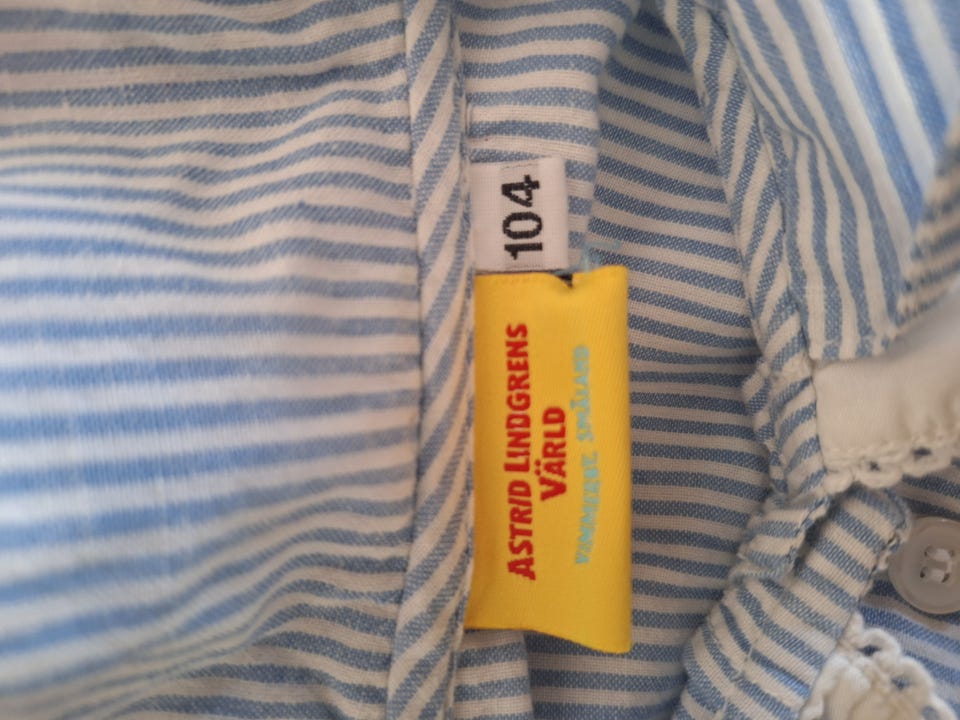 104
ASTRID LINDGRENS
VÄRLD
VIMMERBY SMÅLAND